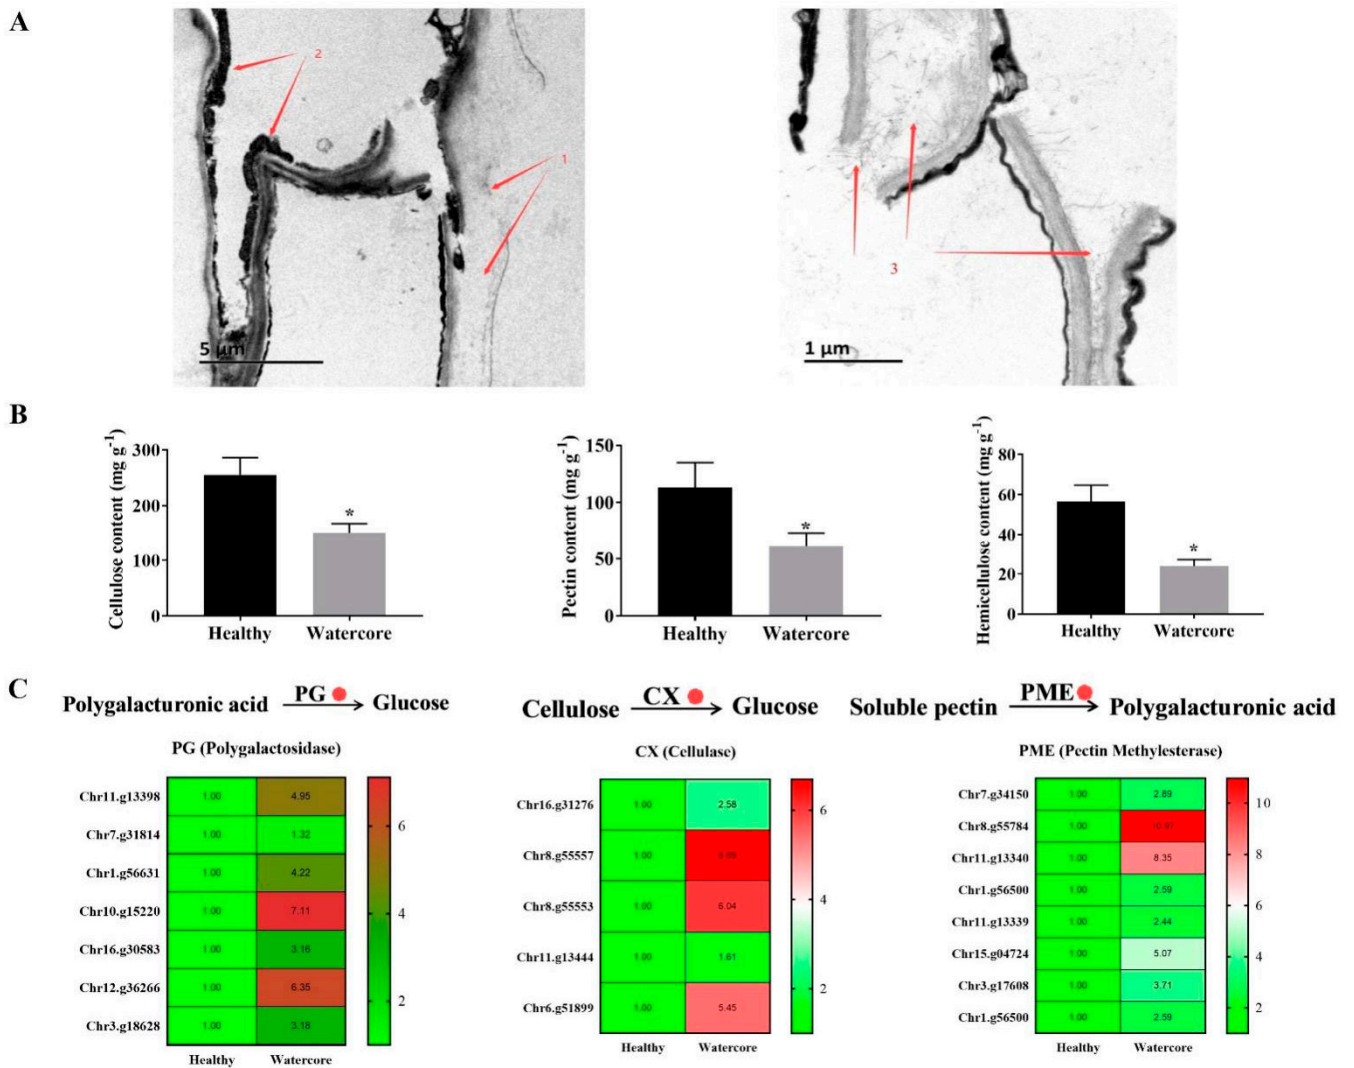 A
2
1
5 µm
3
1 µm
B
Cellulose content (mg g-1)
300
200
100
0
*
Healthy
Watercore
Pectin content (mg g-1)
150
100
50
0
*
Healthy
Watercore
Hemicellulose content (mg g-1)
80
60
40
20
0
*
Healthy
Watercore
C
Polygalacturonic acid PG Glucose
PG (Polygalactosidase)
Chr11.g13398 1.00 4.95
Chr7.g31814 1.00 1.32
Chr1.g56631 1.00 4.22
Chr10.g15220 1.00 7.11
Chr16.g30583 1.00 3.16
Chr12.g36266 1.00 6.35
Chr3.g18628 1.00 3.18
Healthy Watercore
6
4
2
Cellulose CX Glucose
CX (Cellulase)
Chr16.g31276 1.00 2.58
Chr8.g55557 1.00
Chr8.g55553 1.00 6.04
Chr11.g13444 1.00 1.61
Chr6.g51899 1.00 5.45
Healthy Watercore
6
4
2
Soluble pectin PME Polygalacturonic acid
PME (Pectin Methylesterase)
Chr7.g34150 1.00 2.89
Chr8.g55784 1.00
Chr11.g13340 1.00 8.35
Chr1.g56500 1.00 2.59
Chr11.g13339 1.00 2.44
Chr15.g04724 1.00 5.07
Chr3.g17608 1.00 3.71
Chr1.g56500 1.00 2.59
Healthy Watercore
10
8
6
4
2